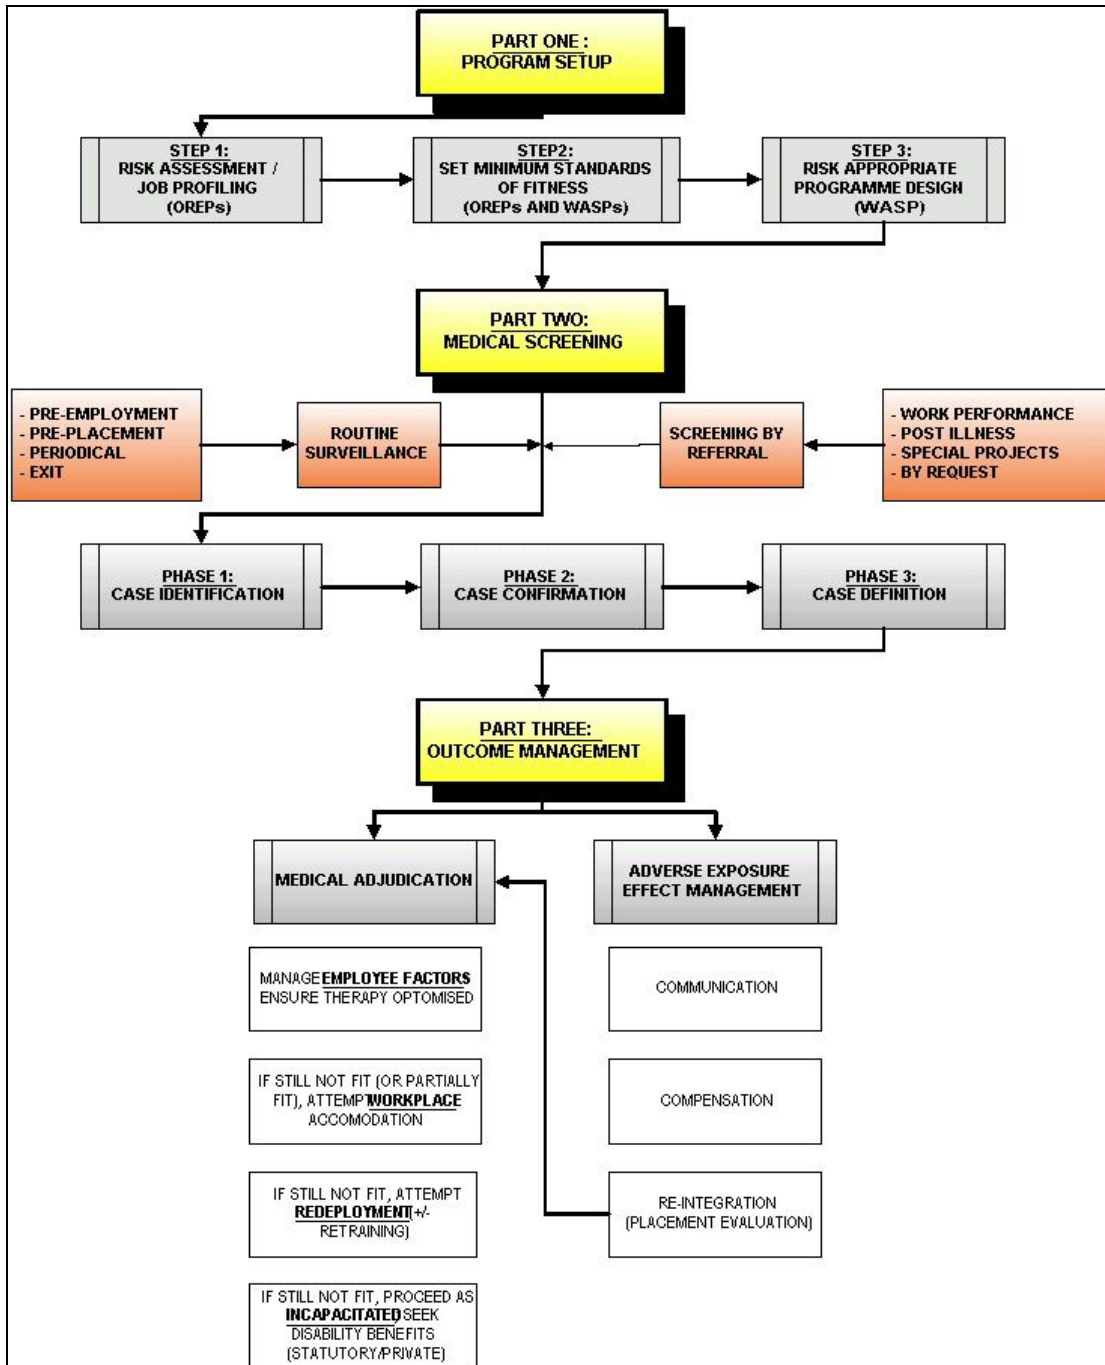 PART ONE :
PROGRAM SETUP
STEP 1:
RISK ASSESSMENT /
JOB PROFILING
(OREPs)
STEP2:
SET MINIMUM STANDARDS
OF FITNESS
(OREPs AND WASPs)
STEP 3:
RISK APPROPRIATE
PROGRAMME DESIGN
(WASP)
PART TWO:
MEDICAL SCREENING
- PRE-EMPLOYMENT
- PRE-PLACEMENT
- PERIODICAL
- EXIT
ROUTINE
SURVEILLANCE
SCREENING BY
REFERRAL
- WORK PERFORMANCE
- POST ILLNESS
- SPECIAL PROJECTS
- BY REQUEST
PHASE 1:
CASE IDENTIFICATION
PHASE 2:
CASE CONFIRMATION
PHASE 3:
CASE DEFINITION
PART THREE:
OUTCOME MANAGEMENT
MEDICAL ADJUDICATION
ADVERSE EXPOSURE
EFFECT MANAGEMENT
MANAGE EMPLOYEE FACTORS
ENSURE THERAPY OPTOMISED
COMMUNICATION
IF STILL NOT FIT (OR PARTIALLY
FIT), ATTEMPT WORKPLACE
ACCOMODATION
COMPENSATION
IF STILL NOT FIT, ATTEMPT
REDEPLOYMENT (+/-
RETRAINING)
RE-INTEGRATION
(PLACEMENT EVALUATION)
IF STILL NOT FIT, PROCEED AS
INCAPACITATED, SEEK
DISABILITY BENEFITS
(STATUTORY/PRIVATE)